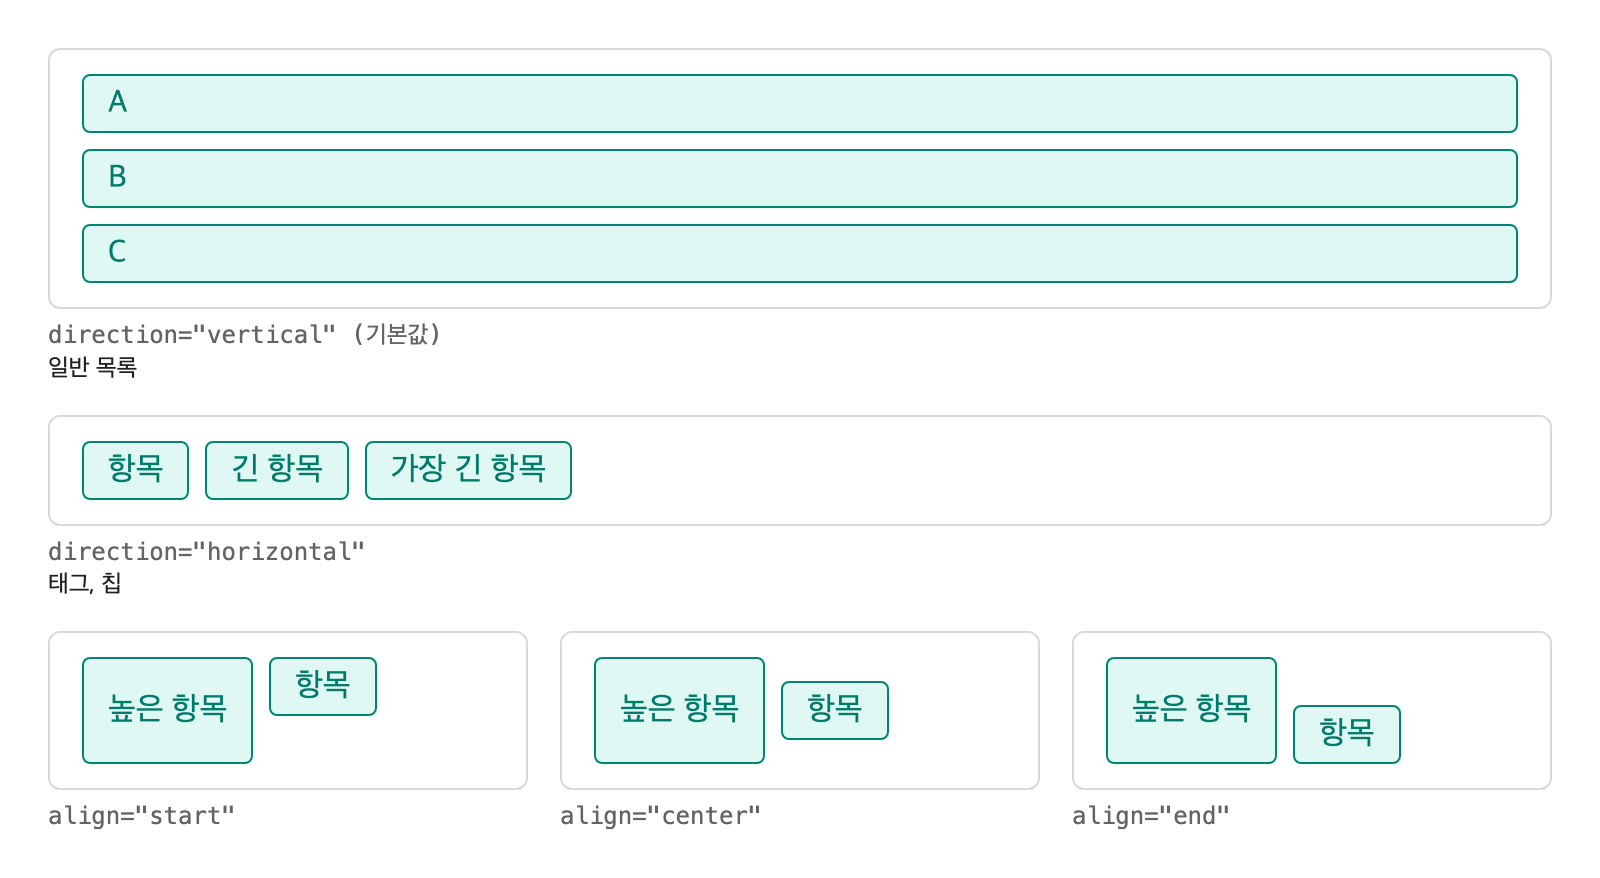 A
B
C
direction="vertical" (기본값)
일반 목록
항목 긴 항목 가장 긴 항목
direction="horizontal"
태그, 칩
높은 항목 항목
높은 항목 항목
높은 항목 항목
align="start"
align="center"
align="end"